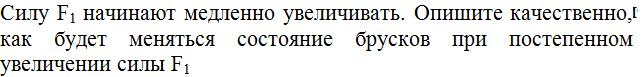 Силу F₁ начинают медленно увеличивать. Опишите качественно,
как будет меняться состояние брусков при постепенном
увеличении силы F₁